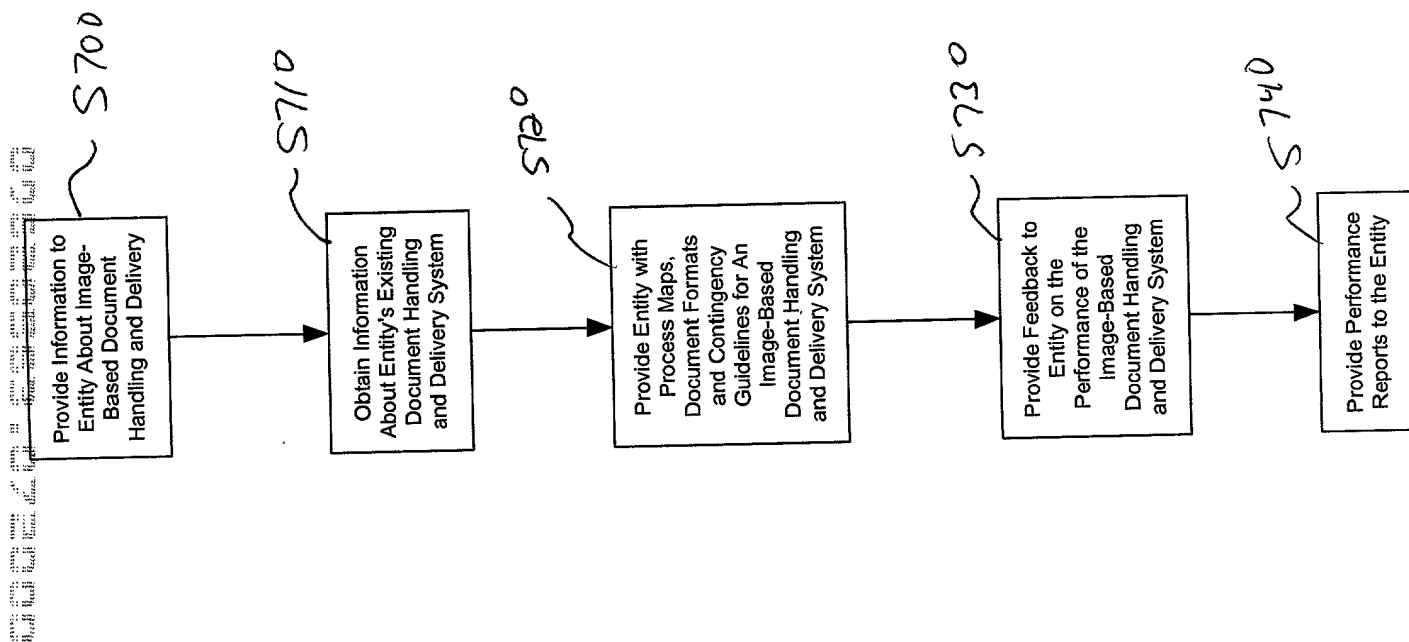 Provide Information to
Entity About Image-
Based Document
Handling and Delivery
S700
Obtain Information
About Entity's Existing
Document Handling
and Delivery System
S710
Provide Entity with
Process Maps,
Document Formats
and Contingency
Guidelines for An
Image-Based
Document Handling
and Delivery System
S720
Provide Feedback to
Entity on the
Performance of the
Image-Based
Document Handling
and Delivery System
S730
Provide Performance
Reports to the Entity
S740